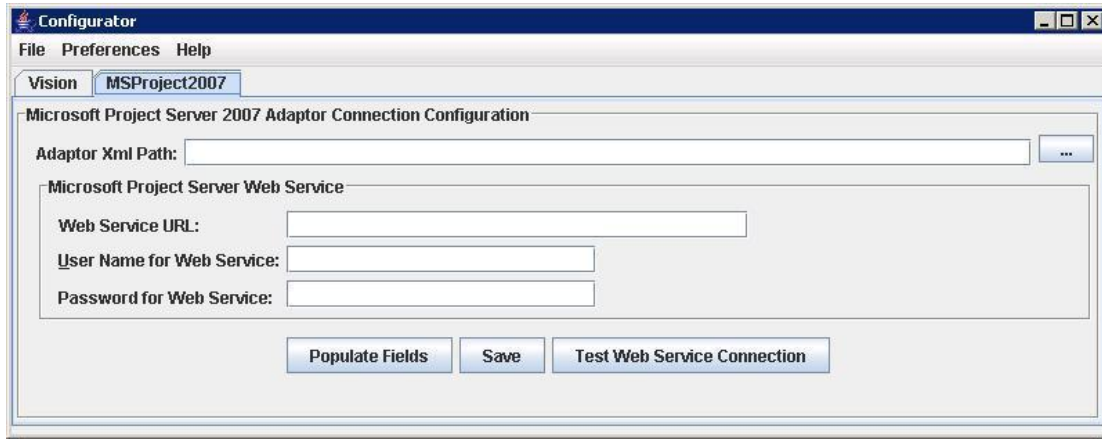 Configurator
File Preferences Help
Vision MSProject2007
Microsoft Project Server 2007 Adaptor Connection Configuration
Adaptor Xml Path: ...
Microsoft Project Server Web Service
Web Service URL:
User Name for Web Service:
Password for Web Service:
Populate Fields Save Test Web Service Connection